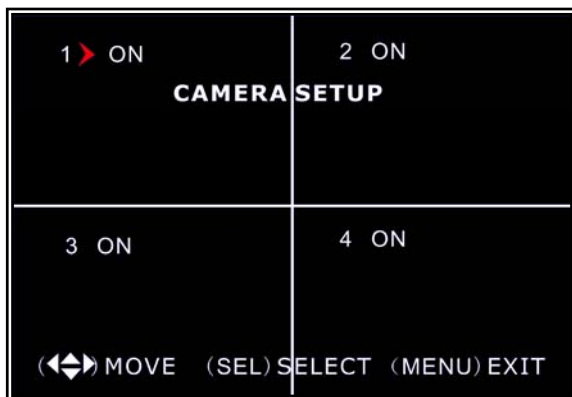 1 ON 2 ON
CAMERA SETUP
3 ON 4 ON
(◀◆▶) MOVE (SEL) SELECT (MENU) EXIT